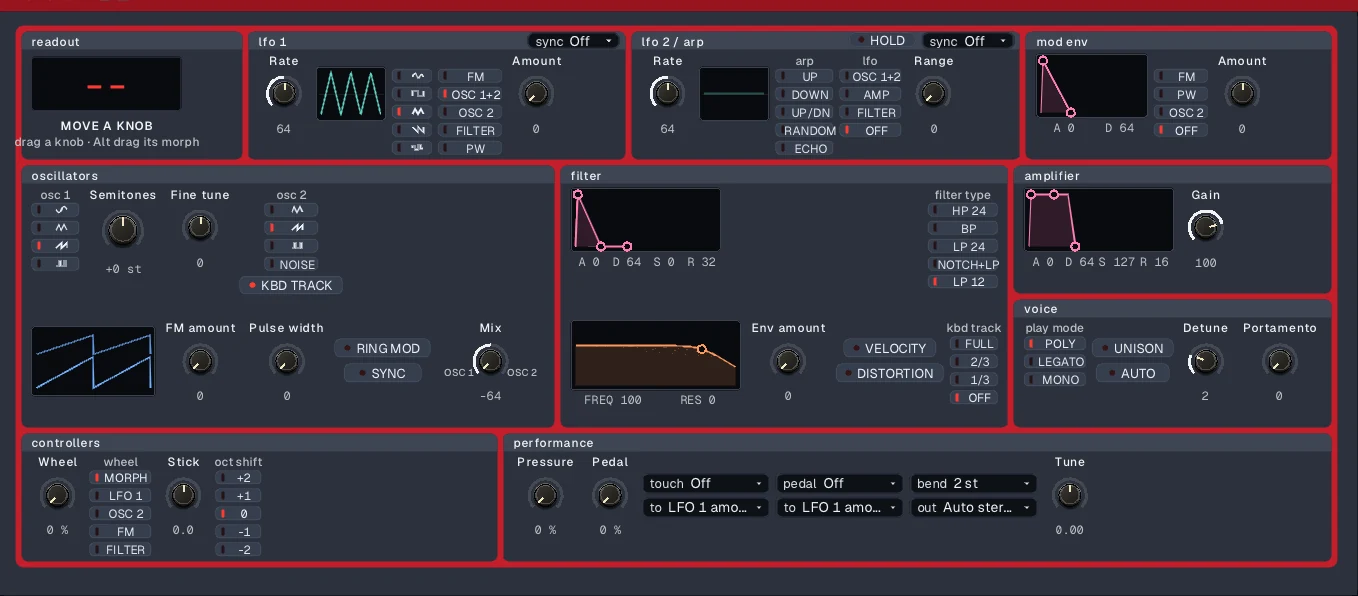 readout
MOVE A KNOB
drag a knob · Alt drag its morph
lfo 1
sync Off
Rate
64
FM
OSC 1+2
OSC 2
FILTER
PW
Amount
0
lfo 2 / arp
HOLD
sync Off
Rate
64
arp
UP
DOWN
UP/DN
RANDOM
ECHO
lfo
OSC 1+2
AMP
FILTER
OFF
Range
0
mod env
A 0 D 64
FM
PW
OSC 2
OFF
Amount
0
oscillators
osc 1
Semitones
+0 st
Fine tune
0
osc 2
NOISE
KBD TRACK
FM amount
0
Pulse width
0
RING MOD
SYNC
Mix
OSC 1
OSC 2
-64
filter
A 0 D 64 S 0 R 32
filter type
HP 24
BP
LP 24
NOTCH+LP
LP 12
FREQ 100 RES 0
Env amount
0
VELOCITY
DISTORTION
kbd track
FULL
2/3
1/3
OFF
amplifier
A 0 D 64 S 127 R 16
Gain
100
voice
play mode
POLY
LEGATO
MONO
UNISON
AUTO
Detune
2
Portamento
0
controllers
Wheel
0 %
wheel
MORPH
LFO 1
OSC 2
FM
FILTER
Stick
0.0
oct shift
+2
+1
0
-1
-2
performance
Pressure
0 %
Pedal
0 %
touch Off
to LFO 1 amo...
pedal Off
to LFO 1 amo...
bend 2 st
out Auto ster...
Tune
0.00